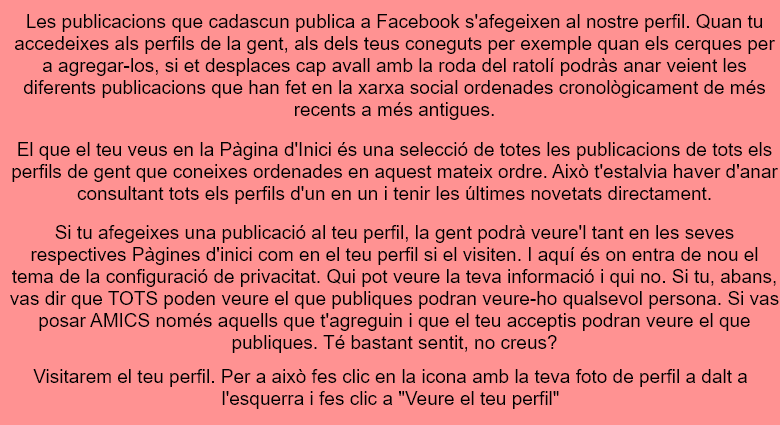 Les publicacions que cadascun publica a Facebook s'afegeixen al nostre perfil. Quan tu
accedeixes als perfils de la gent, als dels teus coneguts per exemple quan els cerques per
a agregar-los, si et desplaces cap avall amb la roda del ratolí podràs anar veient les
diferents publicacions que han fet en la xarxa social ordenades cronològicament de més
recents a més antigues.
El que el teu veus en la Pàgina d'Inici és una selecció de totes les publicacions de tots els
perfils de gent que coneixes ordenades en aquest mateix ordre. Això t'estalvia haver d'anar
consultant tots els perfils d'un en un i tenir les últimes novetats directament.
Si tu afegeixes una publicació al teu perfil, la gent podrà veure'l tant en les seves
respectives Pàgines d'inici com en el teu perfil si el visiten. I aquí és on entra de nou el
tema de la configuració de privacitat. Qui pot veure la teva informació i qui no. Si tu, abans,
vas dir que TOTS poden veure el que publiques podran veure-ho qualsevol persona. Si vas
posar AMICS només aquells que t'agreguin i que el teu acceptis podran veure el que
publiques. Té bastant sentit, no creus?
Visitarem el teu perfil. Per a això fes clic en la icona amb la teva foto de perfil a dalt a
l'esquerra i fes clic a "Veure el teu perfil"